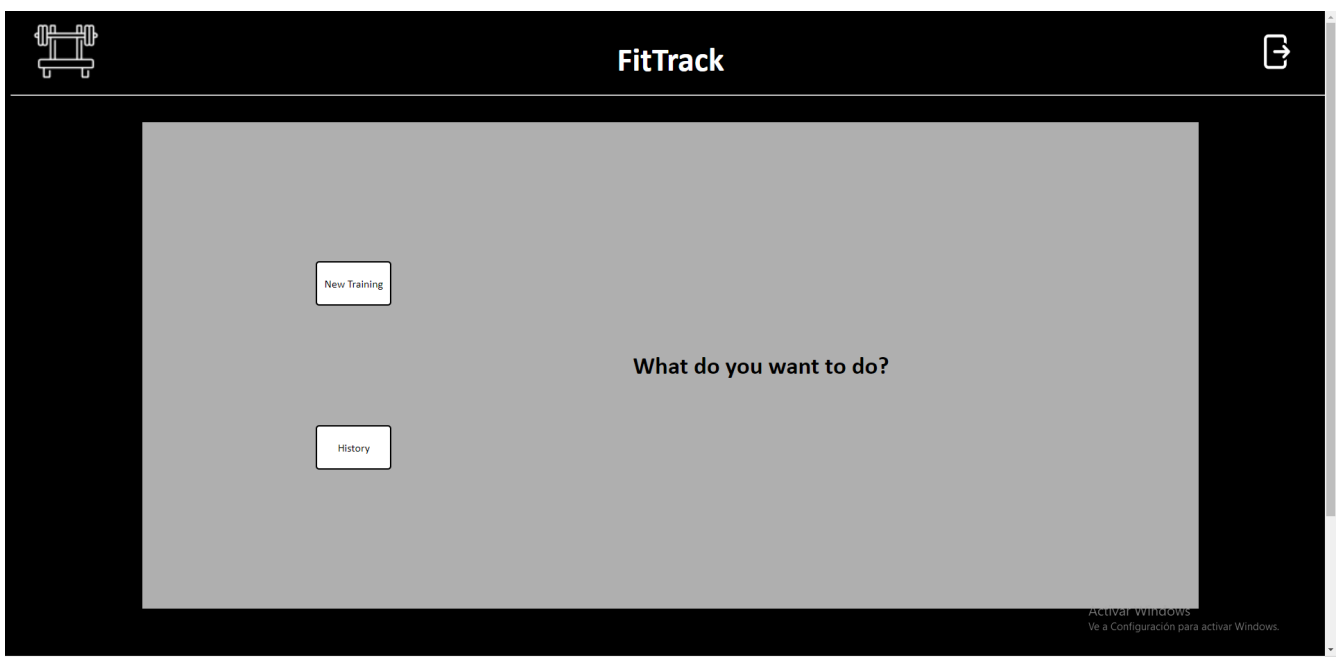 FitTrack
New Training
What do you want to do?
History
Activar Windows
Ve a Configuración para activar Windows.